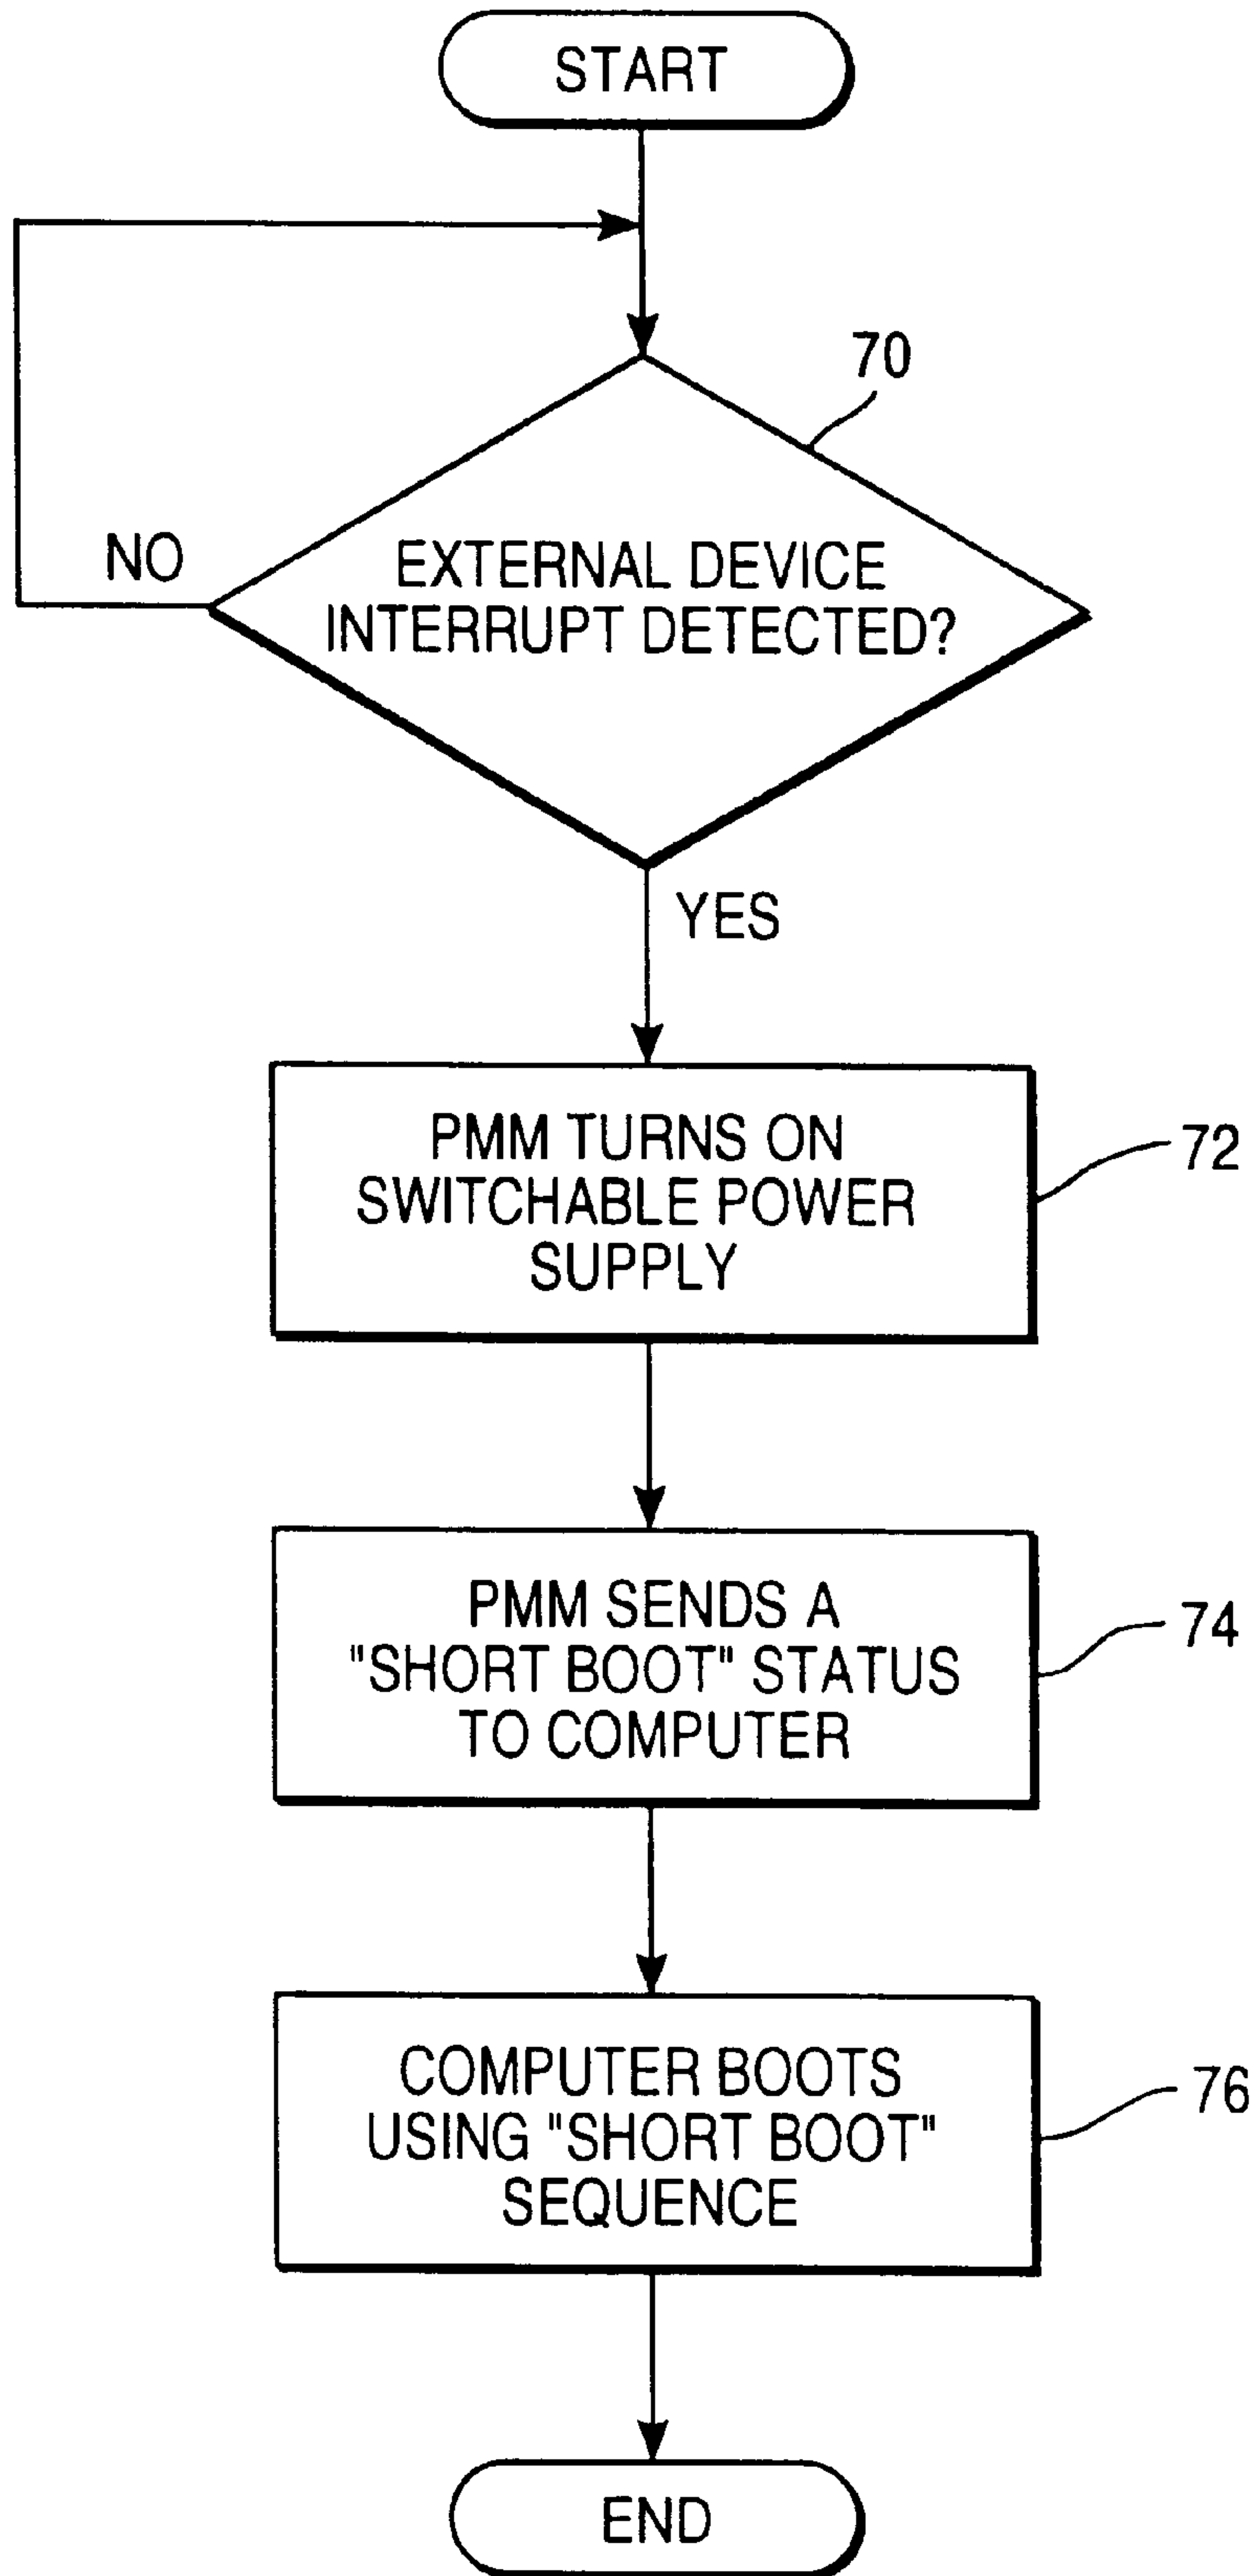 START
70
NO
EXTERNAL DEVICE
INTERRUPT DETECTED?
YES
PMM TURNS ON
SWITCHABLE POWER
SUPPLY
72
PMM SENDS A
"SHORT BOOT" STATUS
TO COMPUTER
74
COMPUTER BOOTS
USING "SHORT BOOT"
SEQUENCE
76
END